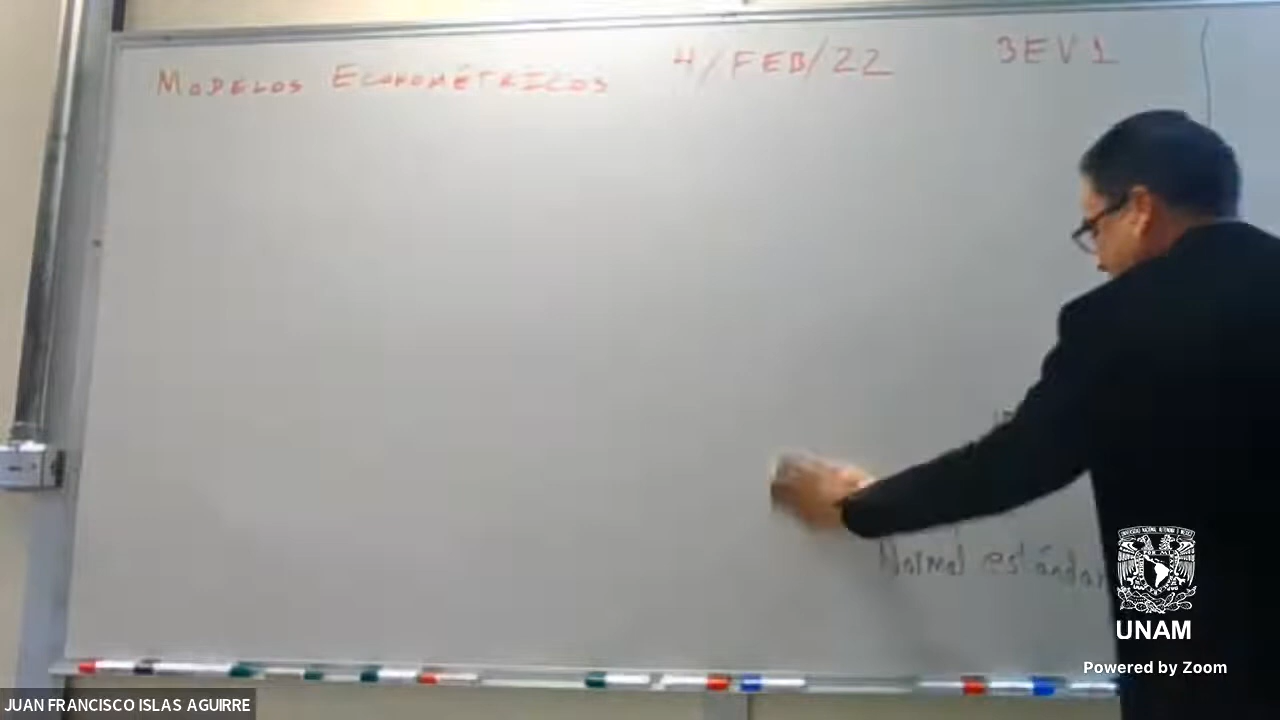 MODELOS ECONOMÉTRICOS 4/FEB/22 3EV1
Normal estándar
UNAM
Powered by Zoom
JUAN FRANCISCO ISLAS AGUIRRE